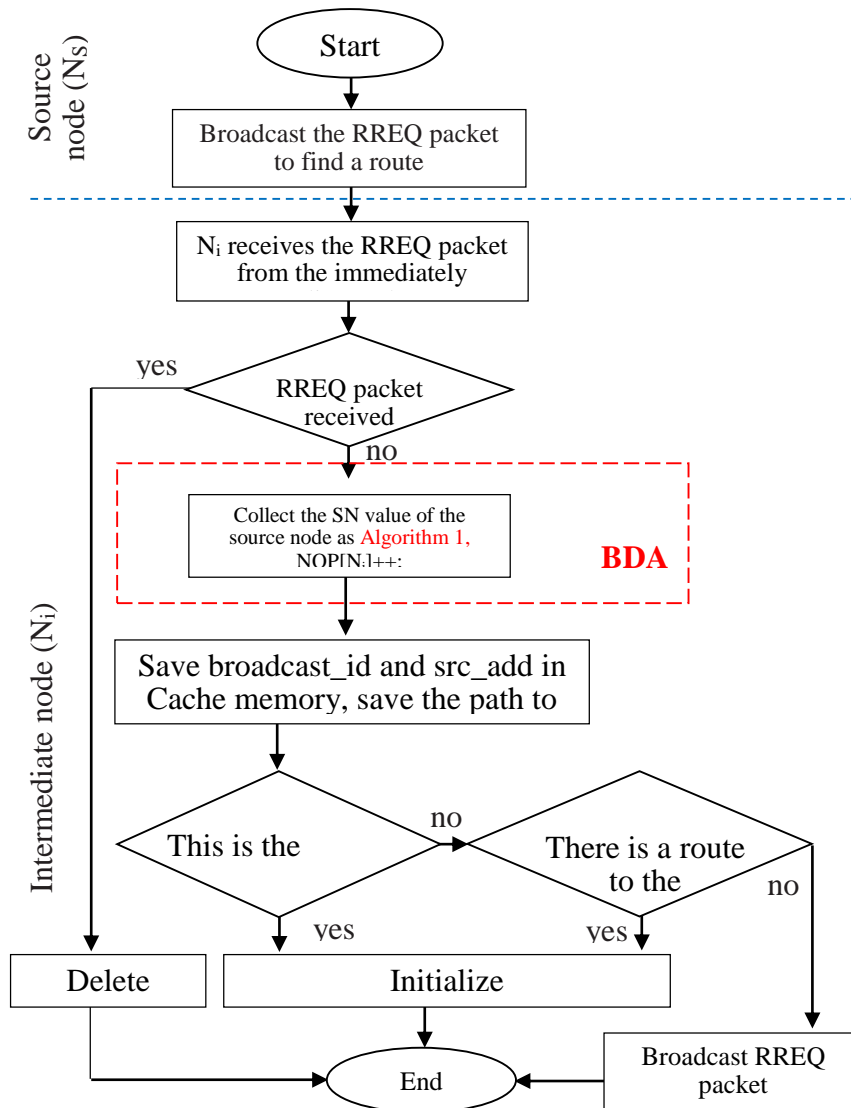 Start
Source
node (NS)
Broadcast the RREQ packet
to find a route
Ni receives the RREQ packet
from the immediately
yes
RREQ packet
received
no
Collect the SN value of the
source node as Algorithm 1,
NOP[Ni]++;
BDA
Intermediate node (Ni)
Save broadcast_id and src_add in
Cache memory, save the path to
This is the
no
There is a route
to the
no
yes
yes
Delete
Initialize
Broadcast RREQ
packet
End